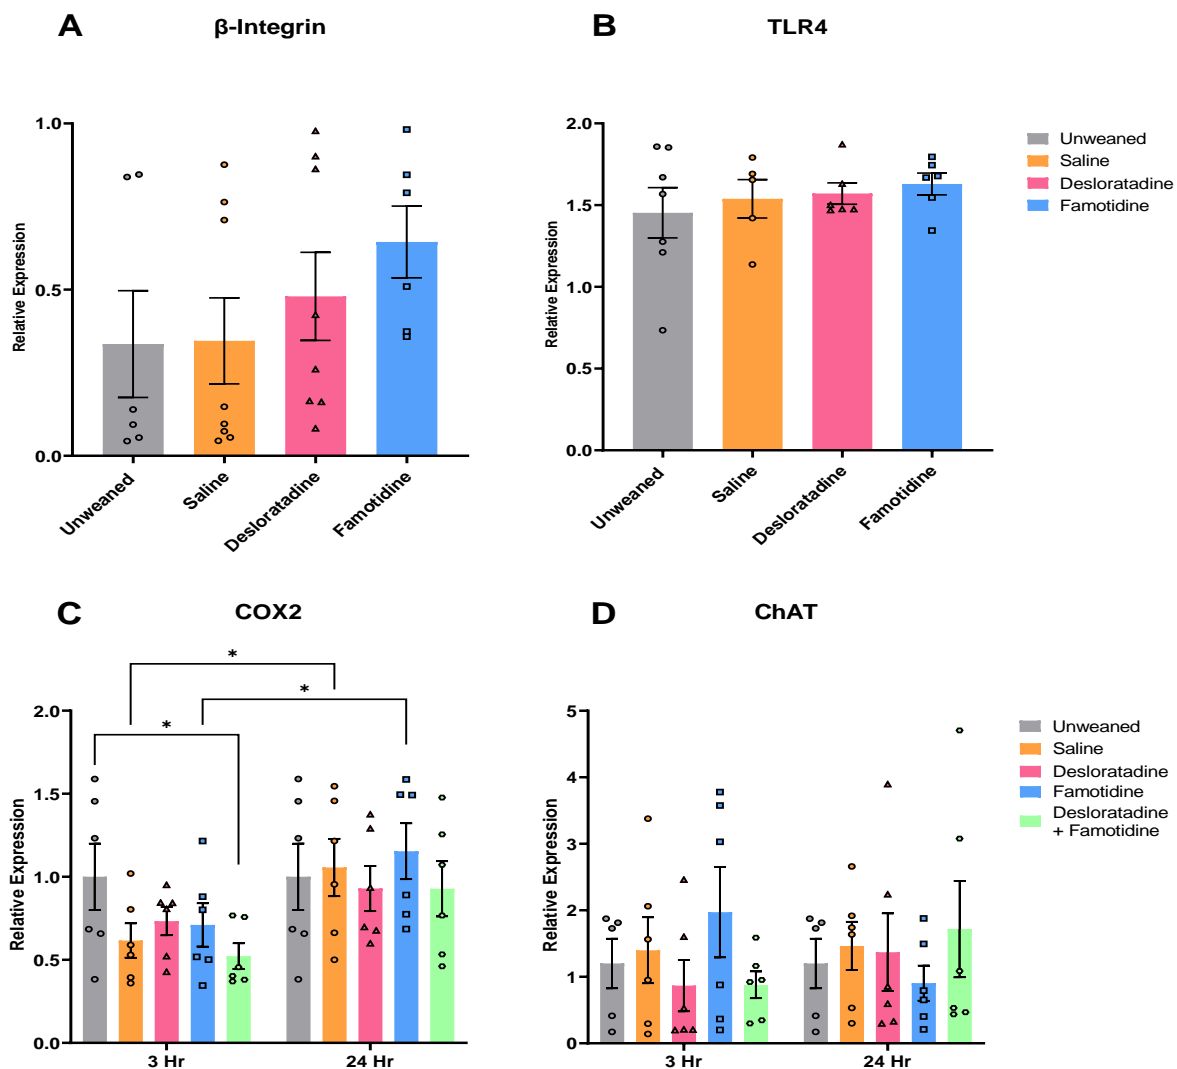 A
β-Integrin
Relative Expression
1.0
0.5
0.0
Unweaned
Saline
Desloratadine
Famotidine
B
TLR4
Relative Expression
2.0
1.5
1.0
0.5
0.0
Unweaned
Saline
Desloratadine
Famotidine
Unweaned
Saline
Desloratadine
Famotidine
C
COX2
Relative Expression
2.0
1.5
1.0
0.5
0.0
*
*
*
3 Hr
24 Hr
D
ChAT
Relative Expression
5
4
3
2
1
0
3 Hr
24 Hr
Unweaned
Saline
Desloratadine
Famotidine
Desloratadine
+ Famotidine